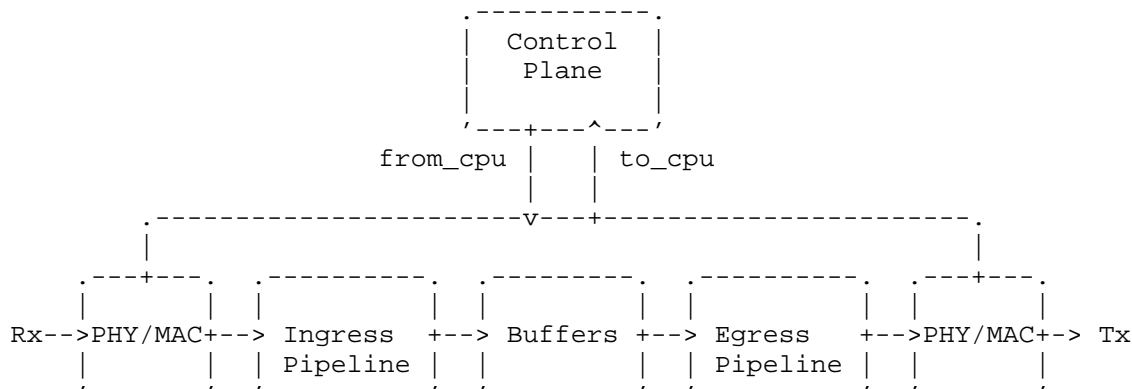 Control
Plane
from_cpu to_cpu
Rx-->PHY/MAC+--> Ingress +--> Buffers +--> Egress +-->PHY/MAC+-> Tx
Pipeline Pipeline